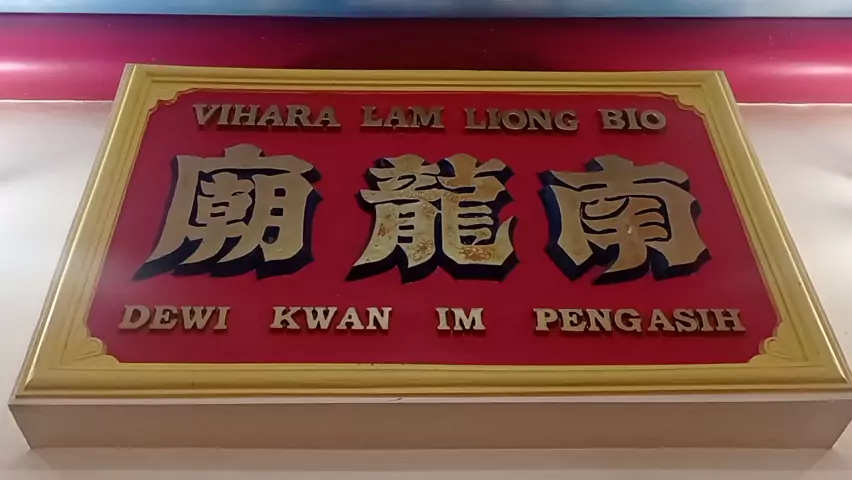 VIHARA LAM LIONG BIO
廟龍南
DEWI KWAN IM PENGASIH